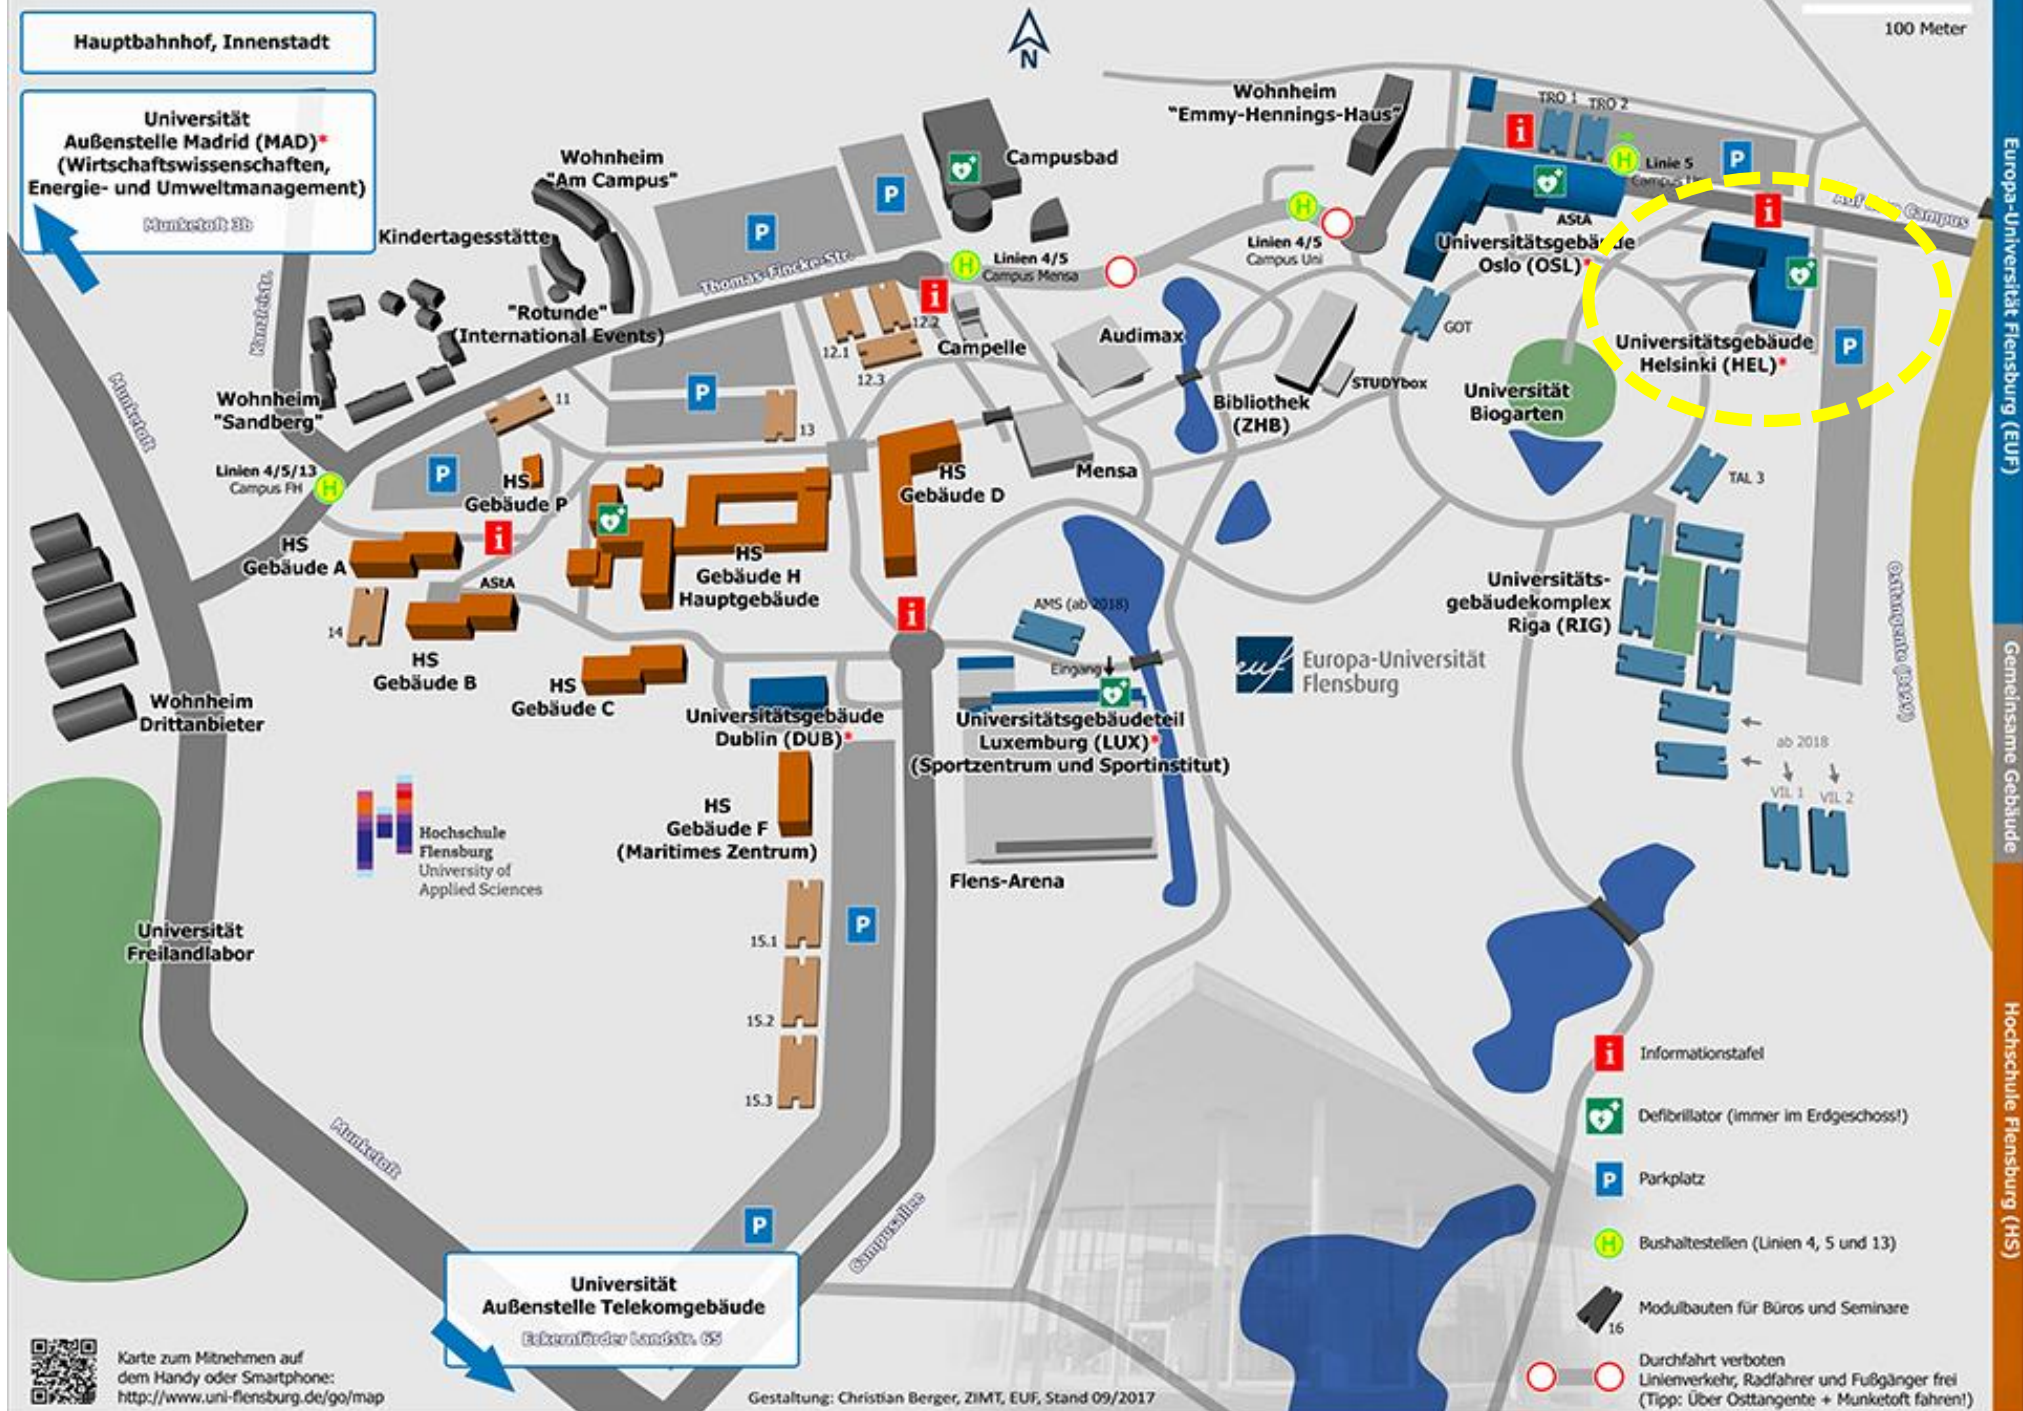 Hauptbahnhof, Innenstadt
Universität
Außenstelle Madrid (MAD)*
(Wirtschaftswissenschaften,
Energie- und Umweltmanagement)
Munketoft 3b
N
100 Meter
Wohnheim
"Emmy-Hennings-Haus"
TRO 1
TRO 2
i
P
H
Linie 5
Campus
Auf dem Campus
AStA
Universitätsgebäude
Oslo (OSL)*
Universitätsgebäude
Helsinki (HEL)*
P
i
GOT
Universität
Biogarten
TAL 3
Campusbad
Wohnheim
"Am Campus"
P
P
Kindertagesstätte
"Rotunde"
(International Events)
Thomas-Fincke-Str.
H
Linien 4/5
Campus Mensa
H
Linien 4/5
Campus Uni
i
12.1
12.2
12.3
Campelle
Audimax
Bibliothek
(ZHB)
STUDYbox
Mensa
Kanzleistr.
Munketoft
Wohnheim
"Sandberg"
11
P
13
Linien 4/5/13
Campus FH
H
P
HS
Gebäude P
i
HS
Gebäude D
HS
Gebäude A
AStA
HS
Gebäude H
Hauptgebäude
14
HS
Gebäude B
HS
Gebäude C
i
AMS (ab 2018)
Eingang
Universitätsgebäude
Dublin (DUB)*
Universitätsgebäudeteil
Luxemburg (LUX)*
(Sportzentrum und Sportinstitut)
Flens-Arena
euf
Europa-Universität
Flensburg
Universitäts-
gebäudekomplex
Riga (RIG)
ab 2018
VIL 1
VIL 2
Osttangente (B199)
Wohnheim
Drittanbieter
Hochschule
Flensburg
University of
Applied Sciences
HS
Gebäude F
(Maritimes Zentrum)
Universität
Freilandlabor
15.1
15.2
15.3
P
P
Munketoft
Campusallee
Universität
Außenstelle Telekomgebäude
Eckernförder Landstr. 65
Karte zum Mitnehmen auf
dem Handy oder Smartphone:
http://www.uni-flensburg.de/go/map
Gestaltung: Christian Berger, ZIMT, EUF, Stand 09/2017
i
Informationstafel
Defibrillator (immer im Erdgeschoss!)
P
Parkplatz
H
Bushaltestellen (Linien 4, 5 und 13)
16
Modulbauten für Büros und Seminare
Durchfahrt verboten
Linienverkehr, Radfahrer und Fußgänger frei
(Tipp: Über Osttangente + Munketoft fahren!)
Europa-Universität Flensburg (EUF)
Gemeinsame Gebäude
Hochschule Flensburg (HS)